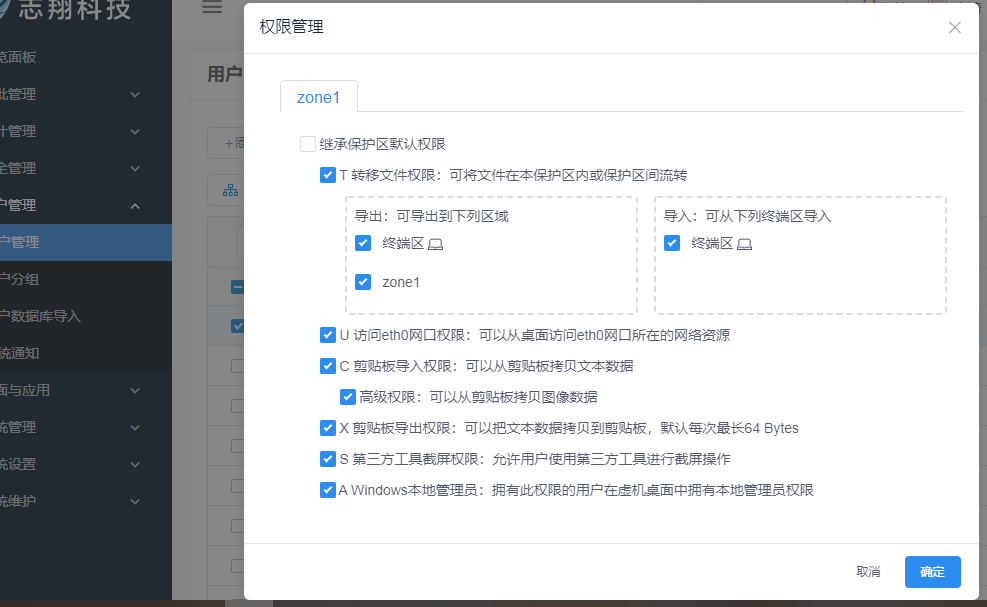 志翔科技
览面板
批管理
计管理
全管理
户管理
户管理
户分组
户数据库导入
统通知
面与应用
统管理
统设置
统维护
用户
+添
权限管理
zone1
继承保护区默认权限
T 转移文件权限：可将文件在本保护区内或保护区间流转
导出：可导出到下列区域
终端区
zone1
导入：可从下列终端区导入
终端区
U 访问eth0网口权限：可以从桌面访问eth0网口所在的网络资源
C 剪贴板导入权限：可以从剪贴板拷贝文本数据
高级权限：可以从剪贴板拷贝图像数据
X 剪贴板导出权限：可以把文本数据拷贝到剪贴板，默认每次最长64 Bytes
S 第三方工具截屏权限：允许用户使用第三方工具进行截屏操作
A Windows本地管理员：拥有此权限的用户在虚机桌面中拥有本地管理员权限
取消
确定